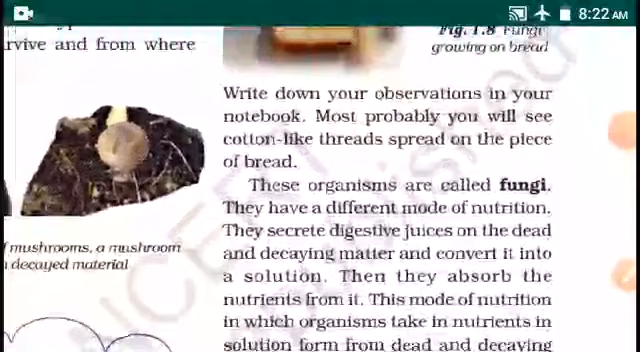 8:22 AM
rvive and from where
Fig. 1.8 Fungi
growing on bread
Write down your observations in your
notebook. Most probably you will see
cotton-like threads spread on the piece
of bread.
These organisms are called fungi.
They have a different mode of nutrition.
They secrete digestive juices on the dead
and decaying matter and convert it into
a solution. Then they absorb the
nutrients from it. This mode of nutrition
in which organisms take in nutrients in
solution form from dead and decaying
f mushrooms, a mushroom
decayed material